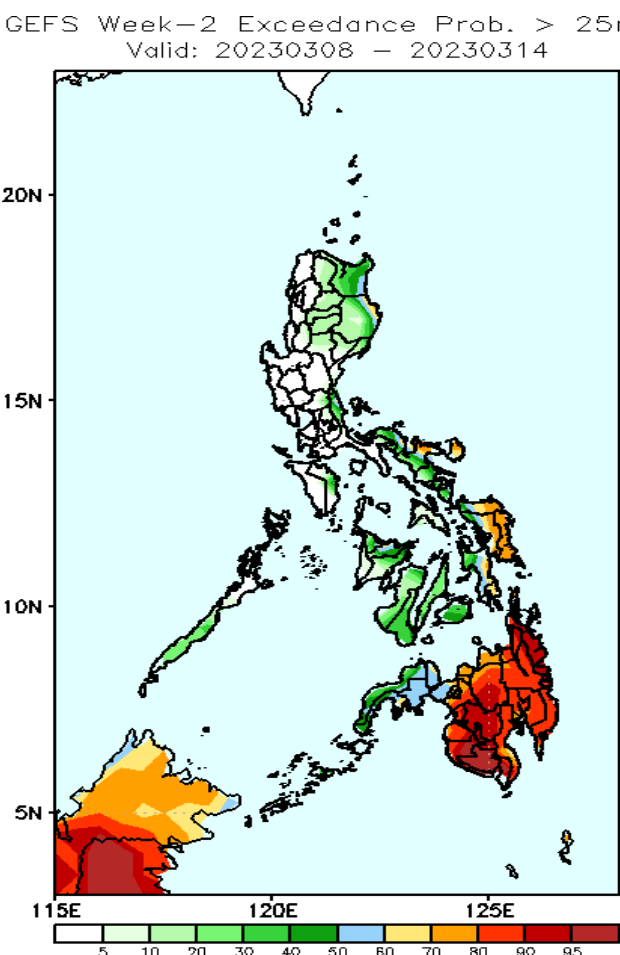 GEFS Week-2 Exceedance Prob. > 25
Valid: 20230308 - 20230314
20N
15N
10N
5N
115E 120E 125E
5 10 20 30 40 50 60 70 80 90 95